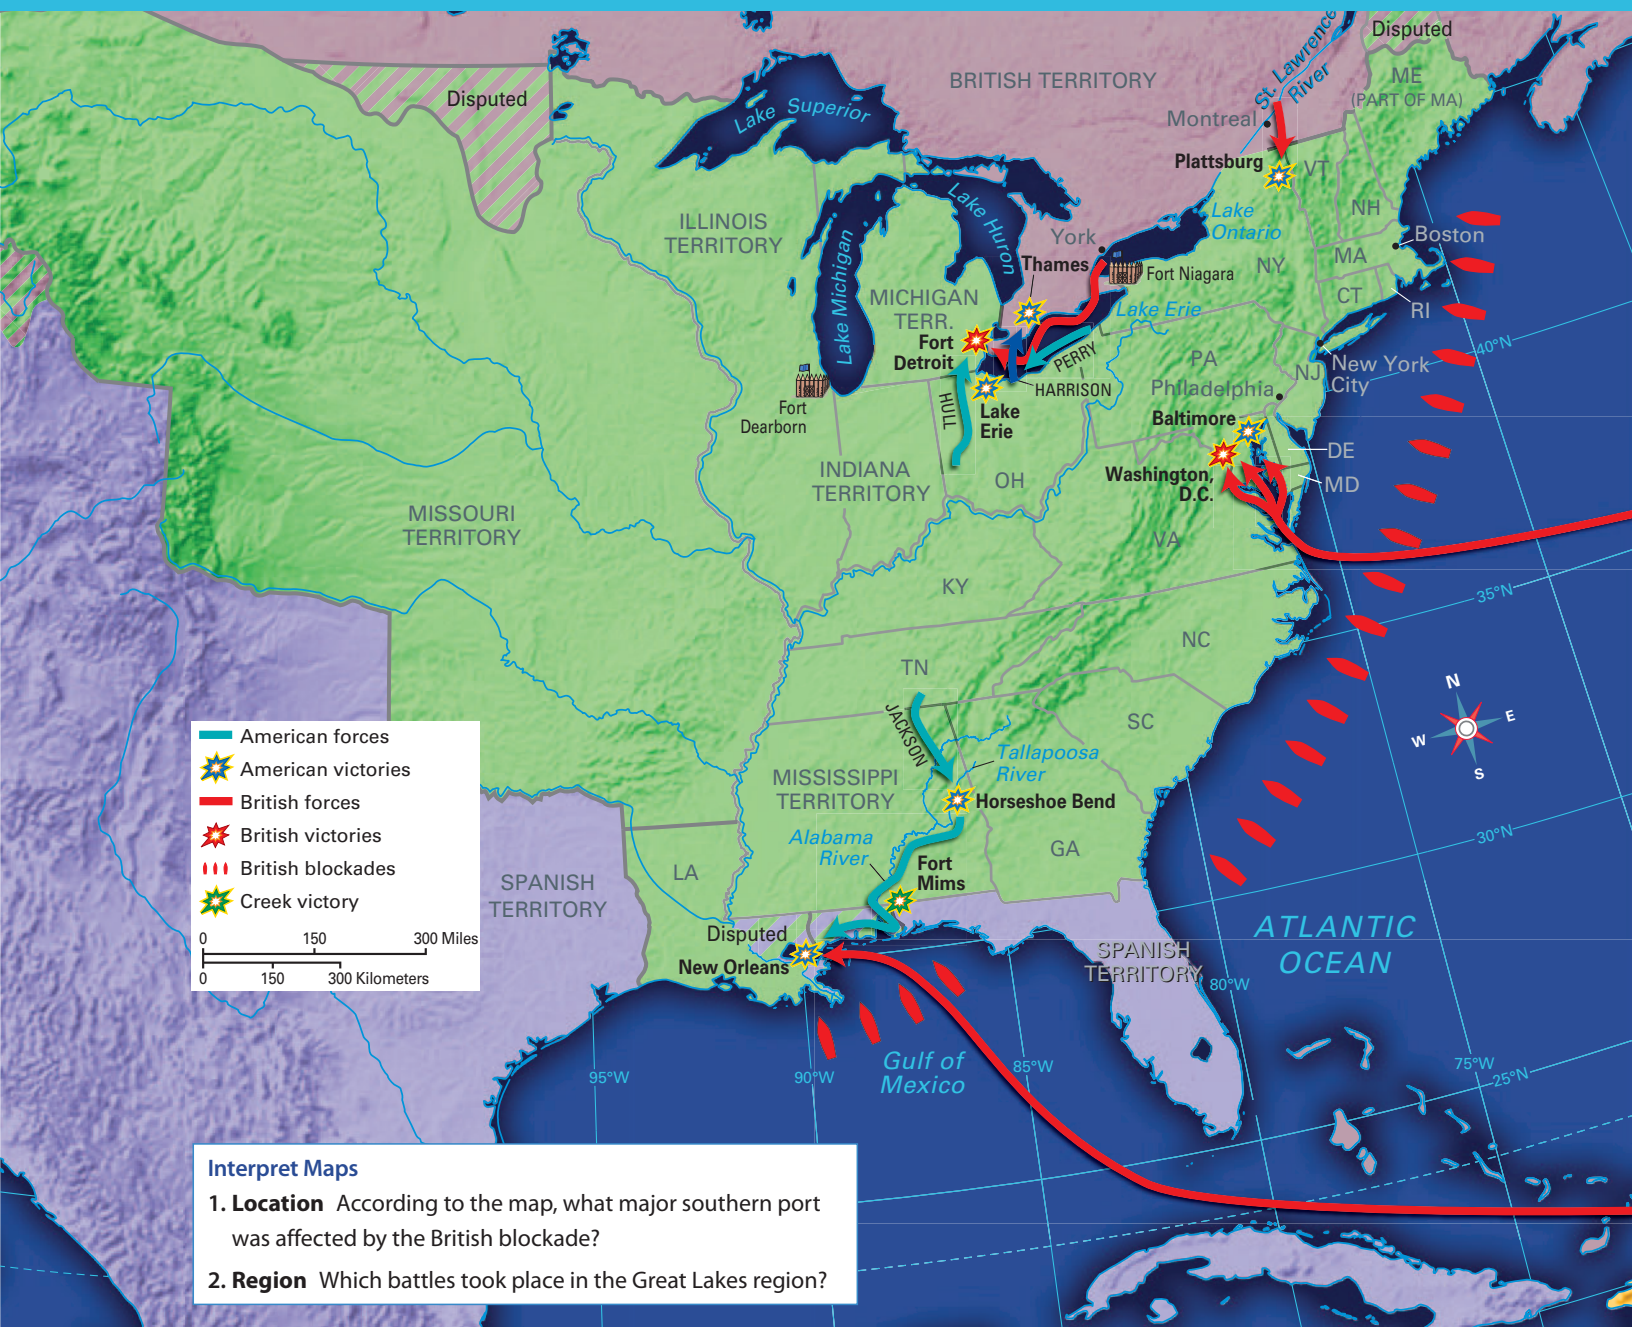 Disputed
St. Lawrence
River
BRITISH TERRITORY
ME
(PART OF MA)
Disputed
Lake Superior
Montreal
Plattsburg
VT
NH
Lake Huron
ILLINOIS
TERRITORY
Lake
Ontario
York
Boston
Thames
MA
NY
Fort Niagara
Lake Michigan
MICHIGAN
TERR.
CT
RI
Lake Erie
Fort
Detroit
PERRY
40°N
PA
NJ
New York
City
Philadelphia
HARRISON
HULL
Fort
Dearborn
Lake
Erie
Baltimore
DE
INDIANA
TERRITORY
OH
Washington,
D.C.
MD
MISSOURI
TERRITORY
VA
KY
35°N
NC
TN
JACKSON
SC
N
E
W
S
Tallapoosa
River
MISSISSIPPI
TERRITORY
Horseshoe Bend
30°N
Alabama
River
GA
Fort
Mims
LA
SPANISH
TERRITORY
Disputed
New Orleans
SPANISH
TERRITORY
ATLANTIC
OCEAN
80°W
Gulf of
Mexico
95°W
90°W
85°W
75°W
25°N
American forces
American victories
British forces
British victories
British blockades
Creek victory
0 150 300 Miles
0 150 300 Kilometers
Interpret Maps
1. Location According to the map, what major southern port
was affected by the British blockade?
2. Region Which battles took place in the Great Lakes region?